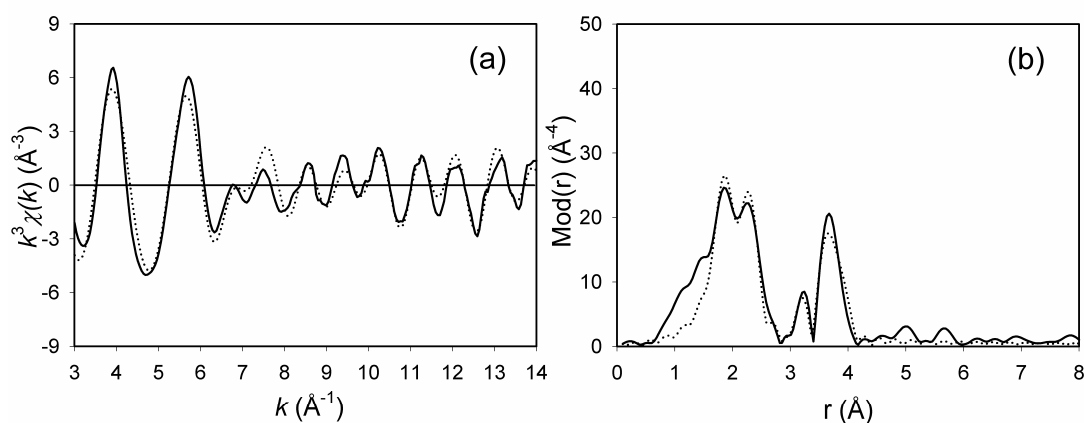 (a)
k³χ(k) (Å⁻³)
9
6
3
0
-3
-6
-9
3 4 5 6 7 8 9 10 11 12 13 14
k (Å⁻¹)
(b)
Mod(r) (Å⁻⁴)
50
40
30
20
10
0
0 1 2 3 4 5 6 7 8
r (Å)